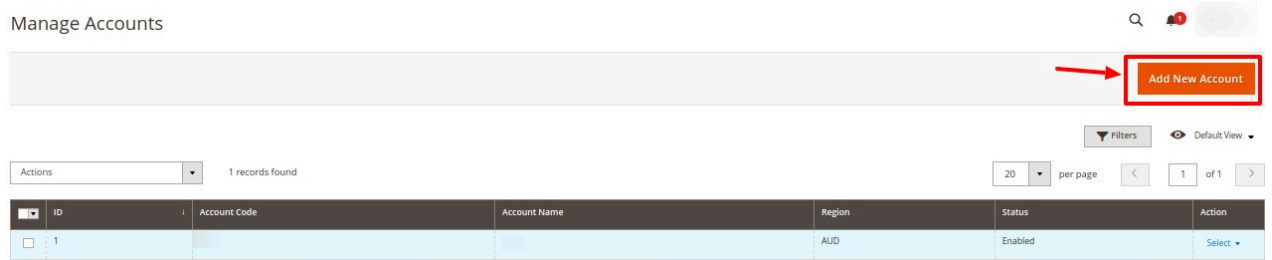 Manage Accounts
1
Add New Account
Filters
Default View
Actions
1 records found
20
per page
1
of 1
ID
Account Code
Account Name
Region
Status
Action
1
AUD
Enabled
Select